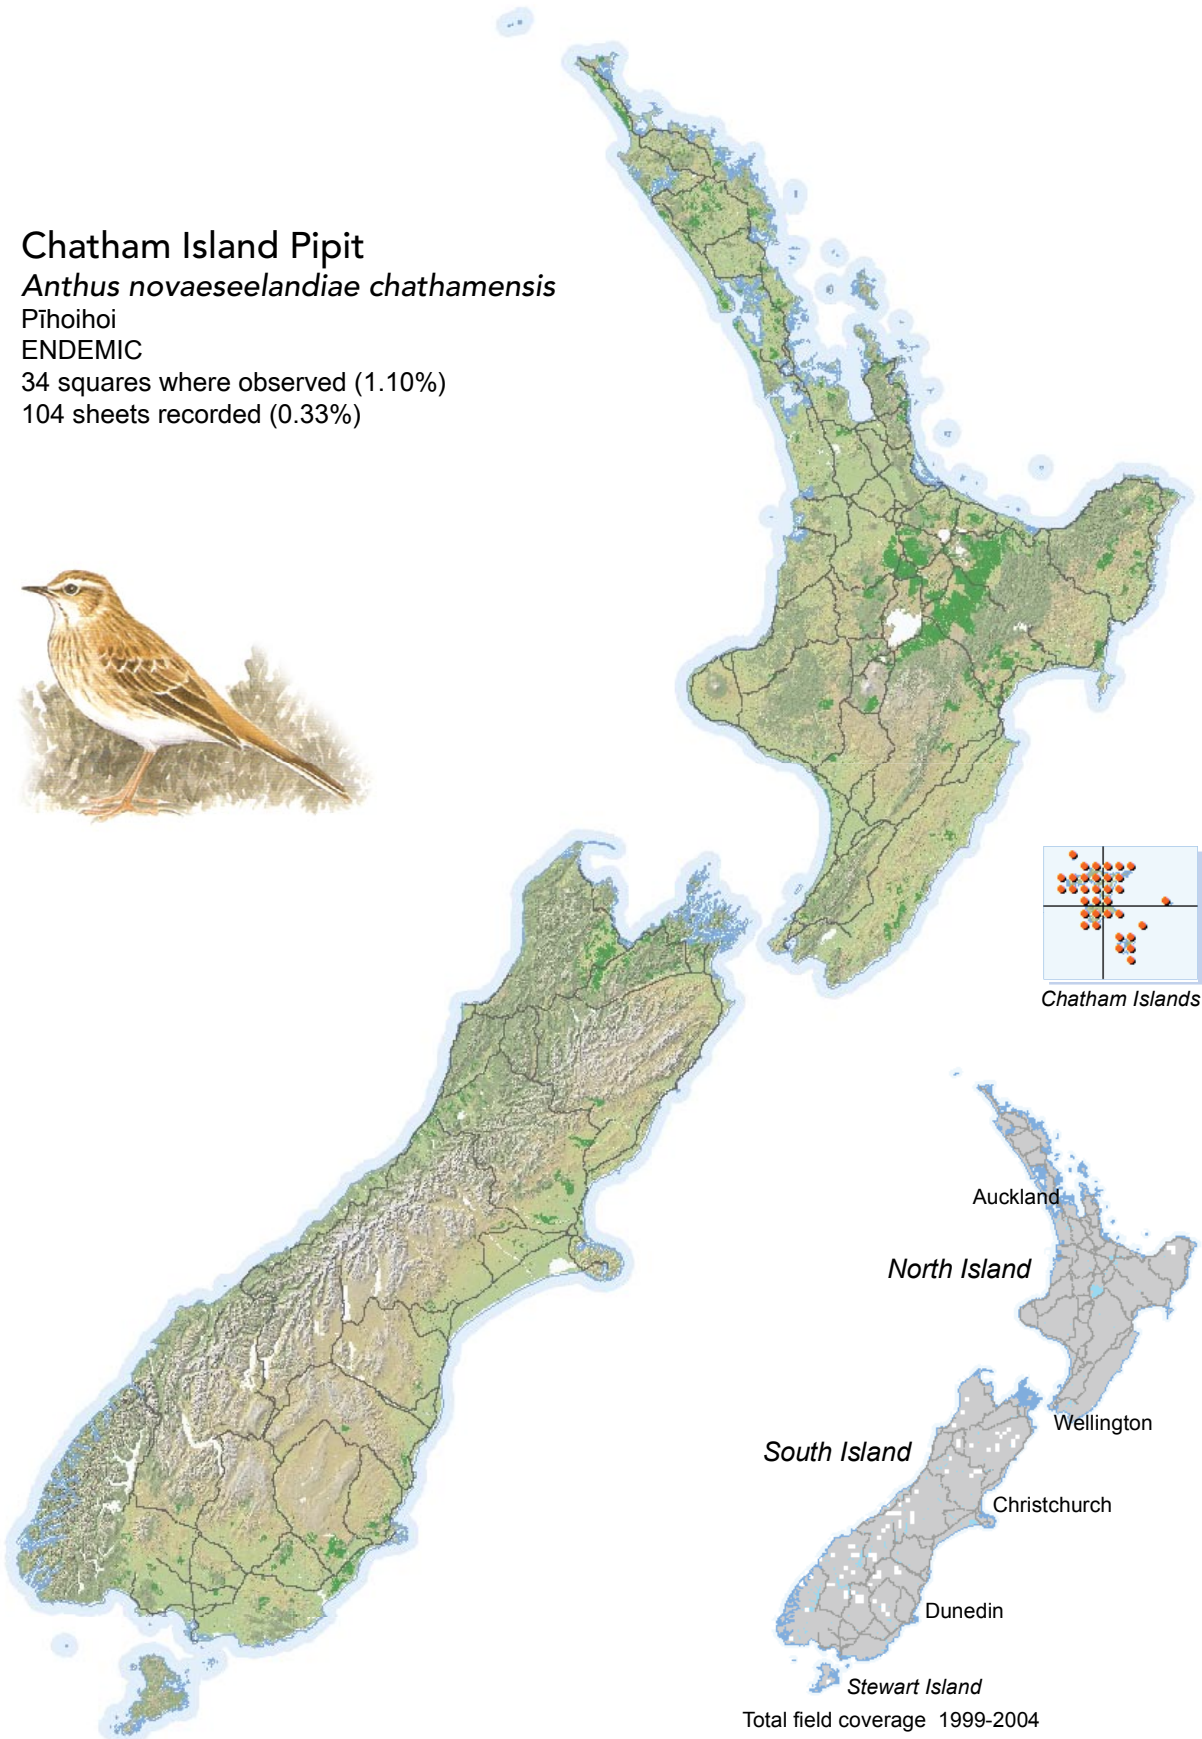 Chatham Island Pipit
Anthus novaeseelandiae chathamensis
Pīhoihoi
ENDEMIC
34 squares where observed (1.10%)
104 sheets recorded (0.33%)
Chatham Islands
Auckland
North Island
Wellington
South Island
Christchurch
Dunedin
Stewart Island
Total field coverage 1999-2004